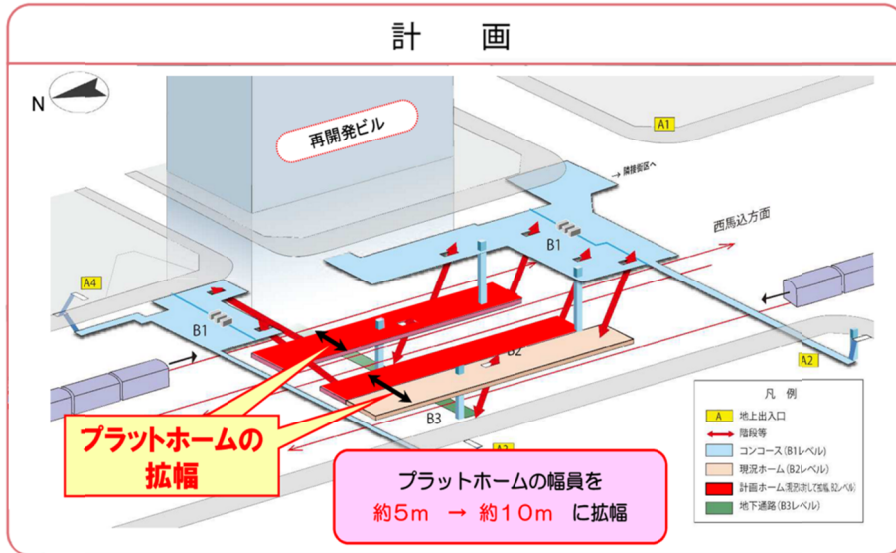 計　画
N
再開発ビル
A1
→ 隣接街区へ
西馬込方面
B1
A4
B1
B2
A2
B3
プラットホームの
拡幅
プラットホームの幅員を
約5m → 約10m に拡幅
凡 例
A 地上出入口
階段等
コンコース(B1レベル)
現況ホーム(B2レベル)
地下通路(B3レベル)